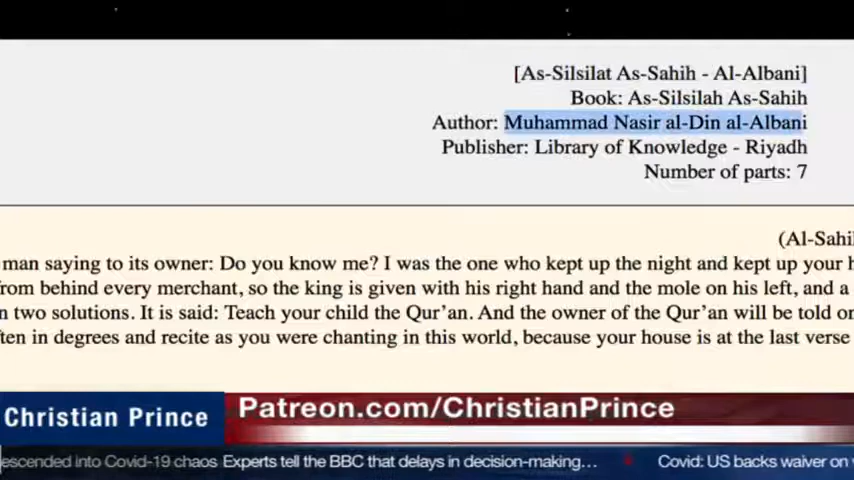 [As-Silsilat As-Sahih - Al-Albani]
Book: As-Silsilah As-Sahih
Author: Muhammad Nasir al-Din al-Albani
Publisher: Library of Knowledge - Riyadh
Number of parts: 7
(Al-Sahi
man saying to its owner: Do you know me? I was the one who kept up the night and kept up your
from behind every merchant, so the king is given with his right hand and the mole on his left, and a
two solutions. It is said: Teach your child the Qur'an. And the owner of the Qur'an will be told
ten in degrees and recite as you were chanting in this world, because your house is at the last verse
Christian Prince
Patreon.com/ChristianPrince
escended into Covid-19 chaos Experts tell the BBC that delays in decision-making... Covid: US backs waiver on